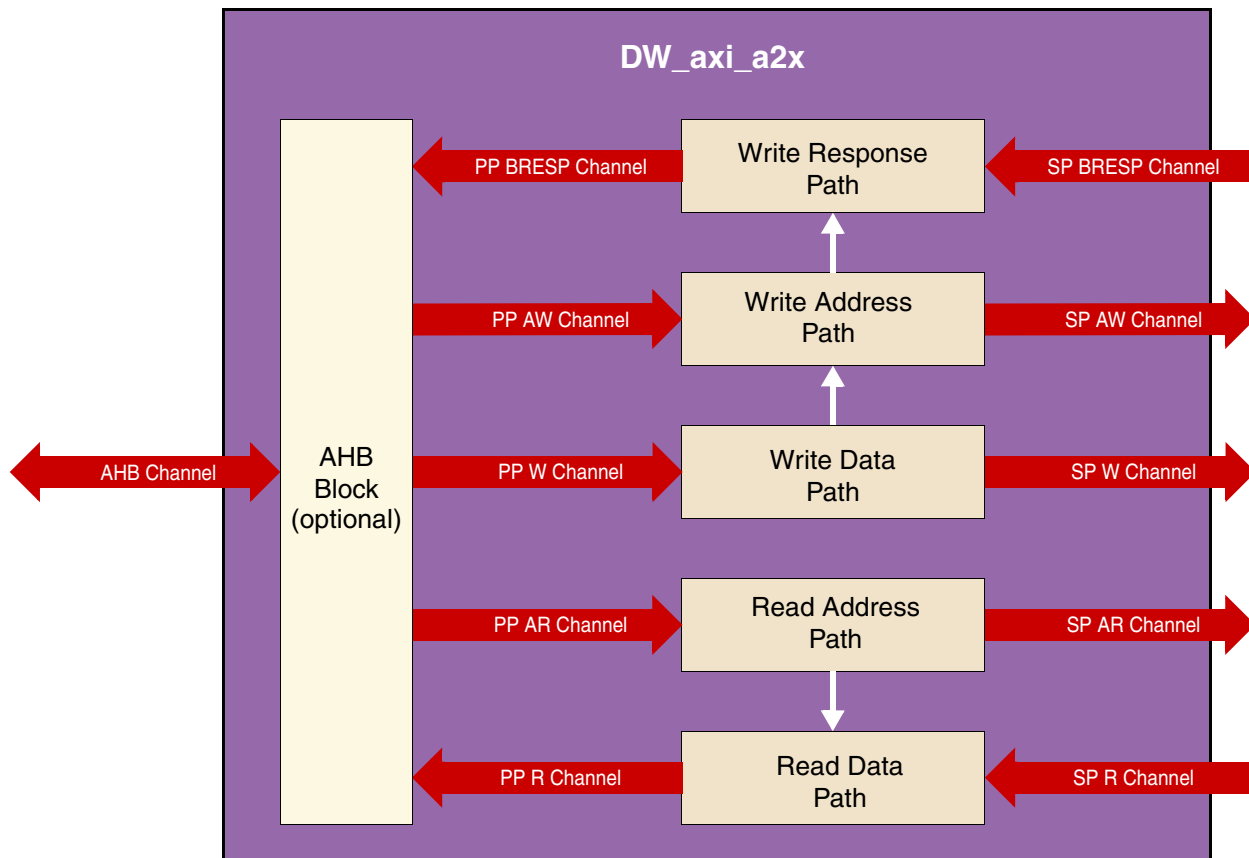 DW_axi_a2x
PP BRESP Channel
Write Response
Path
SP BRESP Channel
PP AW Channel
Write Address
Path
SP AW Channel
AHB Channel
AHB
Block
(optional)
PP W Channel
Write Data
Path
SP W Channel
PP AR Channel
Read Address
Path
SP AR Channel
PP R Channel
Read Data
Path
SP R Channel